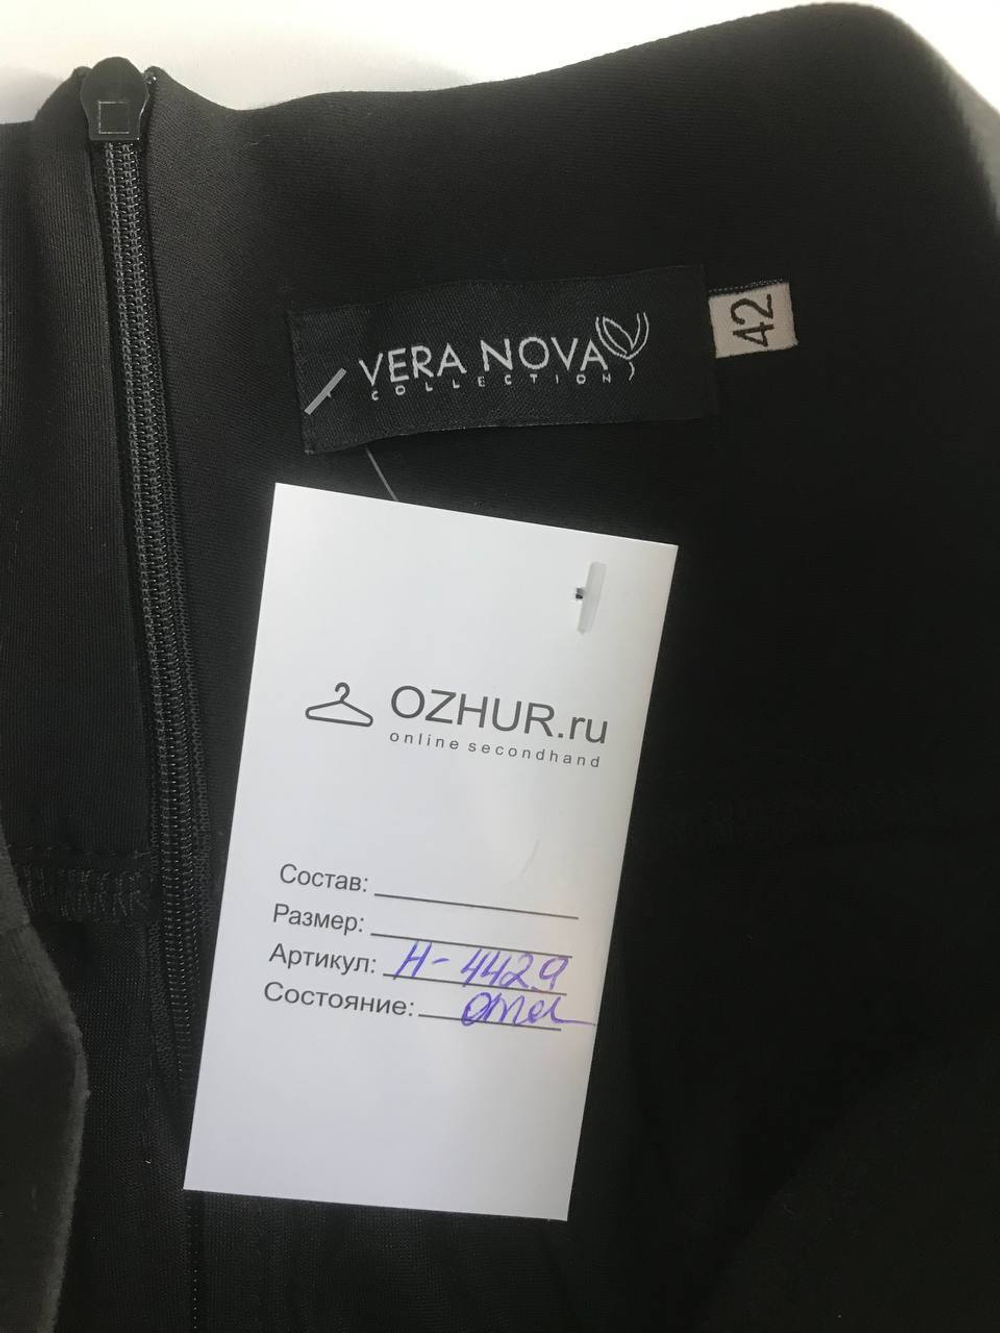 VERA NOVA
COLLECTION
42
OZHUR.ru
online secondhand
Состав:
Размер:
Артикул: Н-4429
Состояние: отл